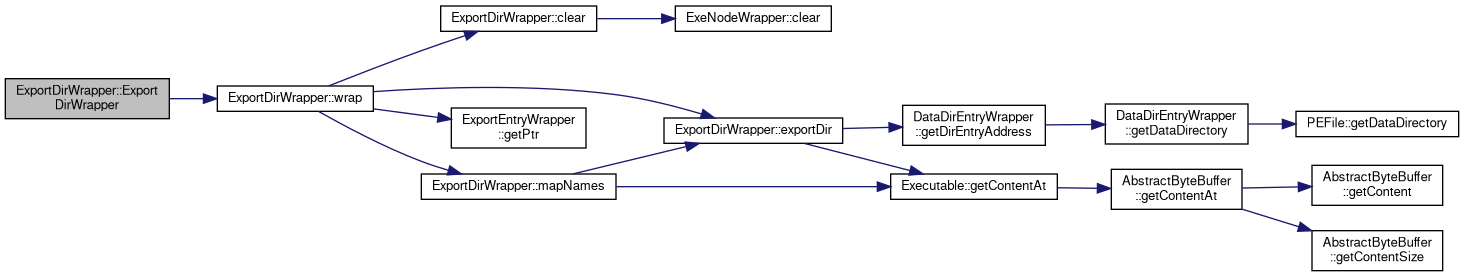 ExportDirWrapper::clear
ExeNodeWrapper::clear
ExportDirWrapper::Export
DirWrapper
ExportDirWrapper::wrap
ExportEntryWrapper
::getPtr
ExportDirWrapper::mapNames
ExportDirWrapper::exportDir
DataDirEntryWrapper
::getDirEntryAddress
DataDirEntryWrapper
::getDataDirectory
PEFile::getDataDirectory
Executable::getContentAt
AbstractByteBuffer
::getContentAt
AbstractByteBuffer
::getContent
AbstractByteBuffer
::getContentSize